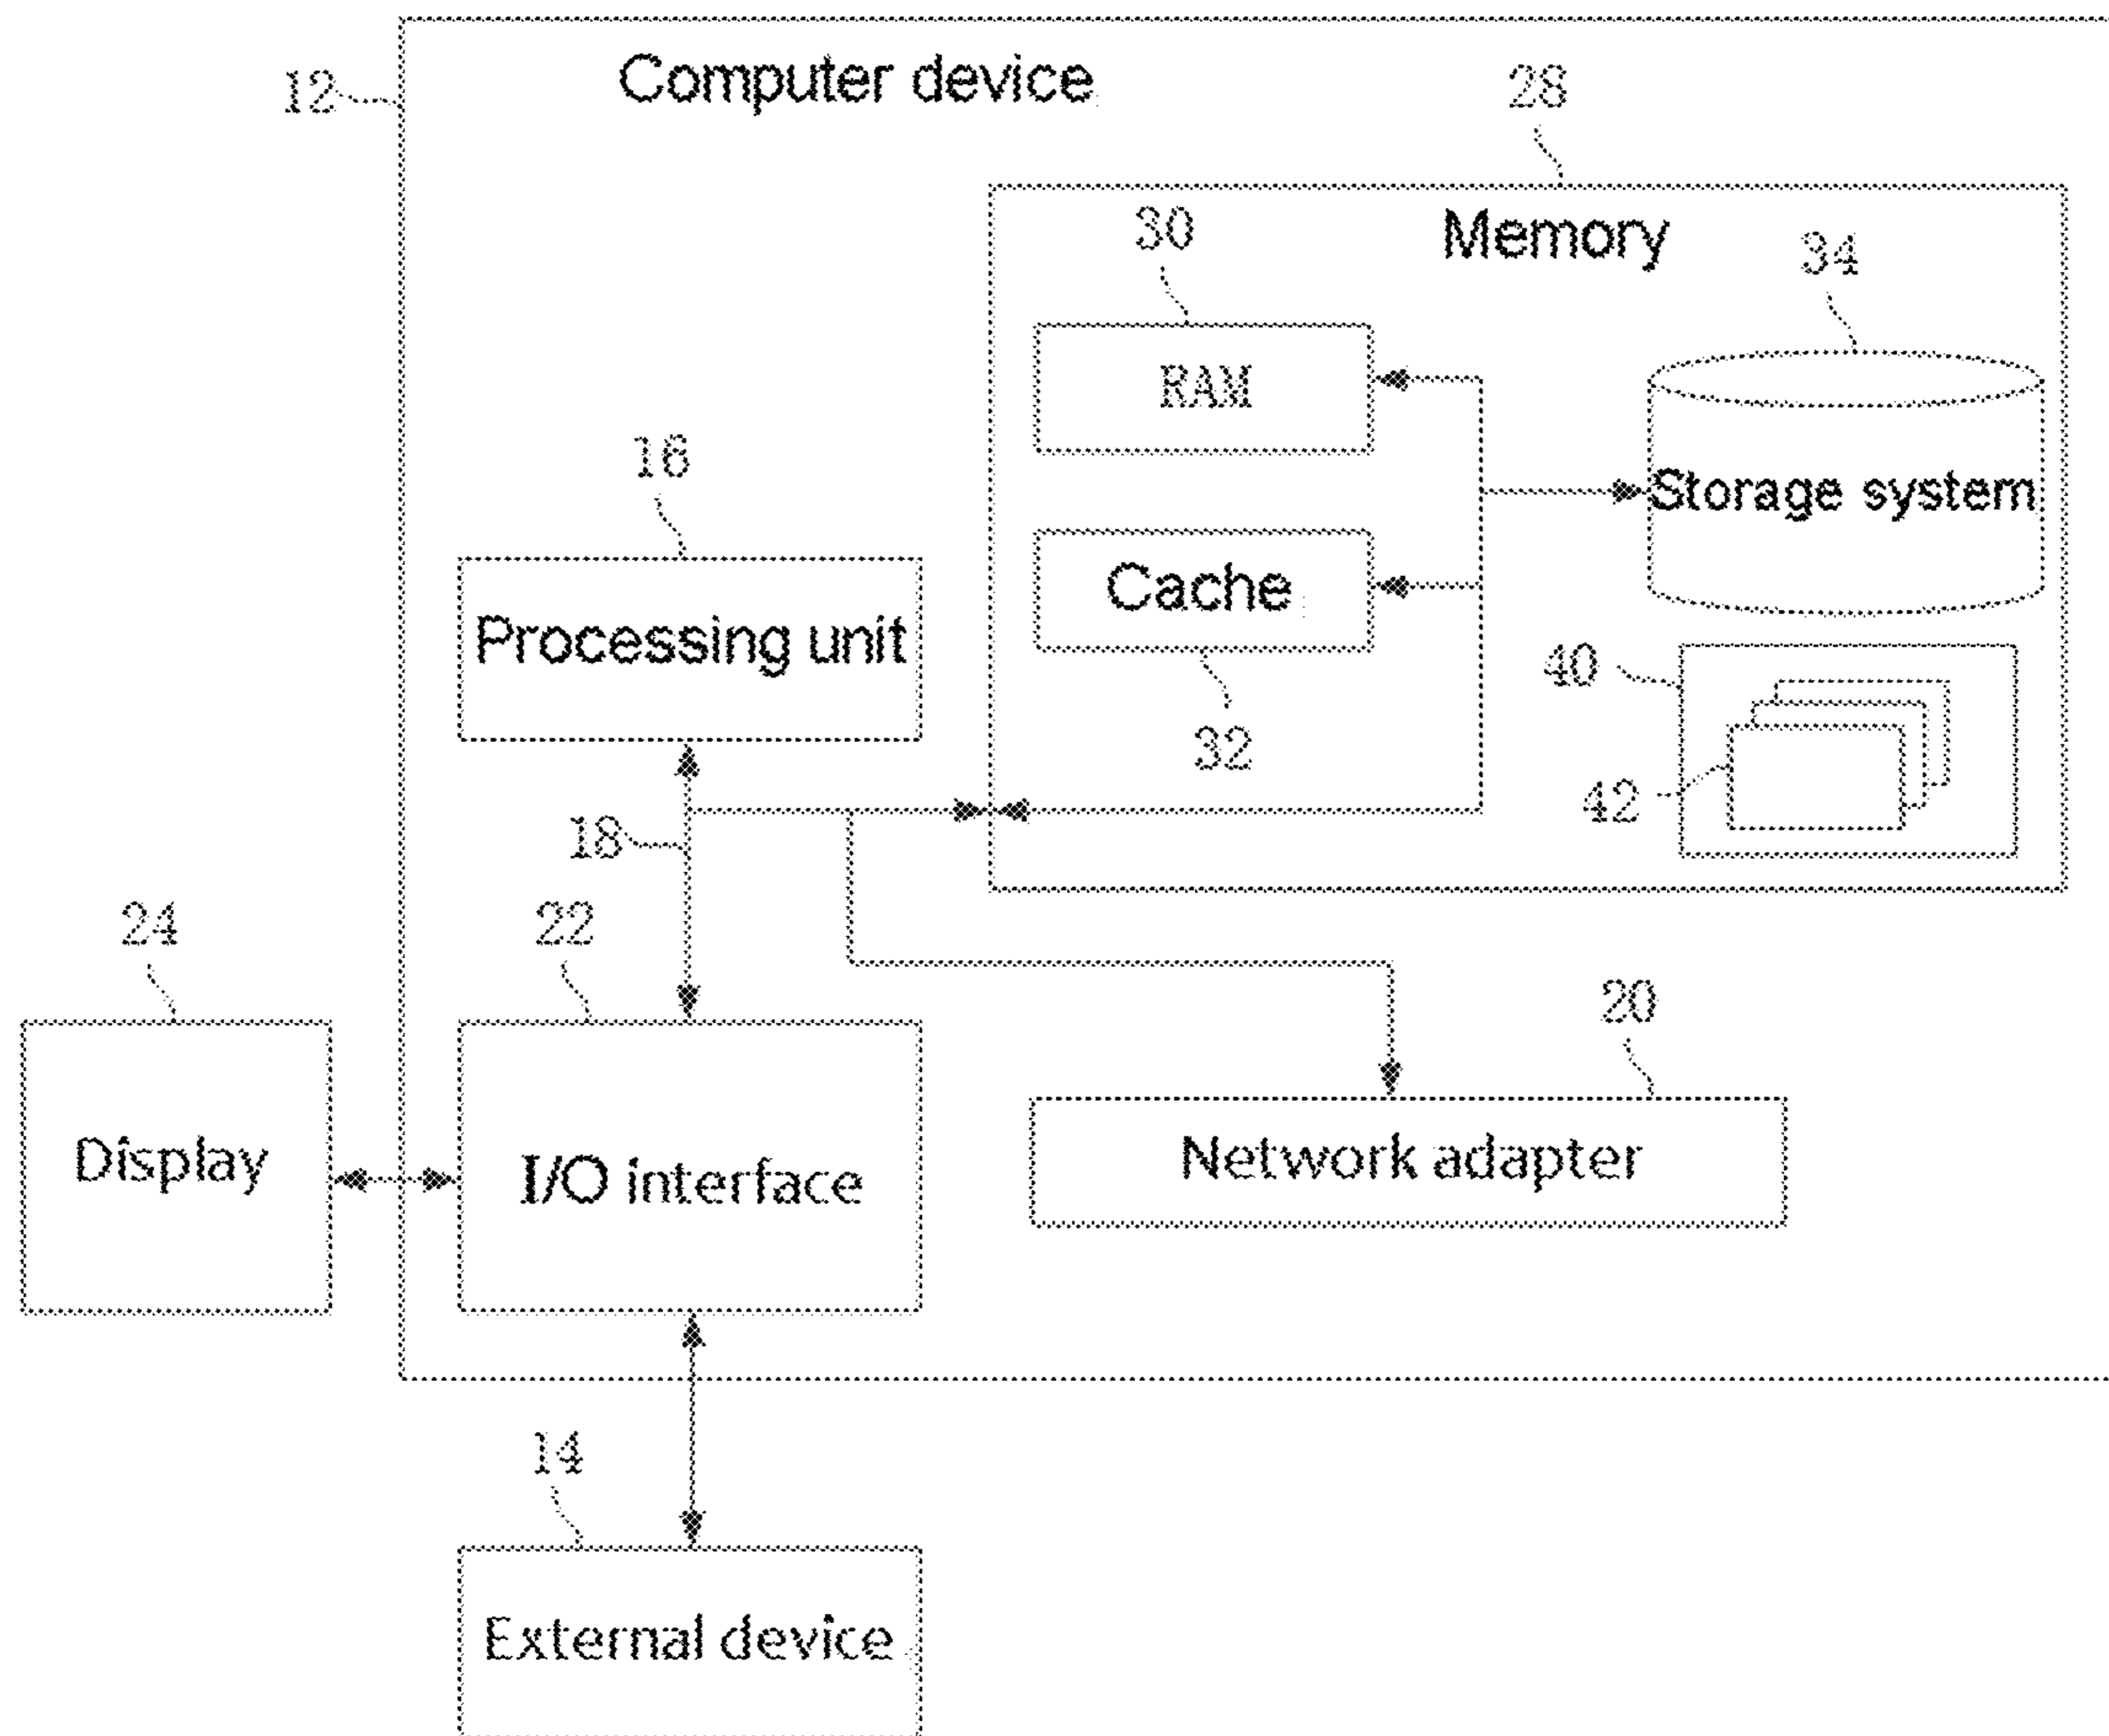 12
Computer device
28
30
Memory
34
RAM
16
Storage system
Cache
Processing unit
40
32
42
18
24
22
20
Display
I/O interface
Network adapter
14
External device